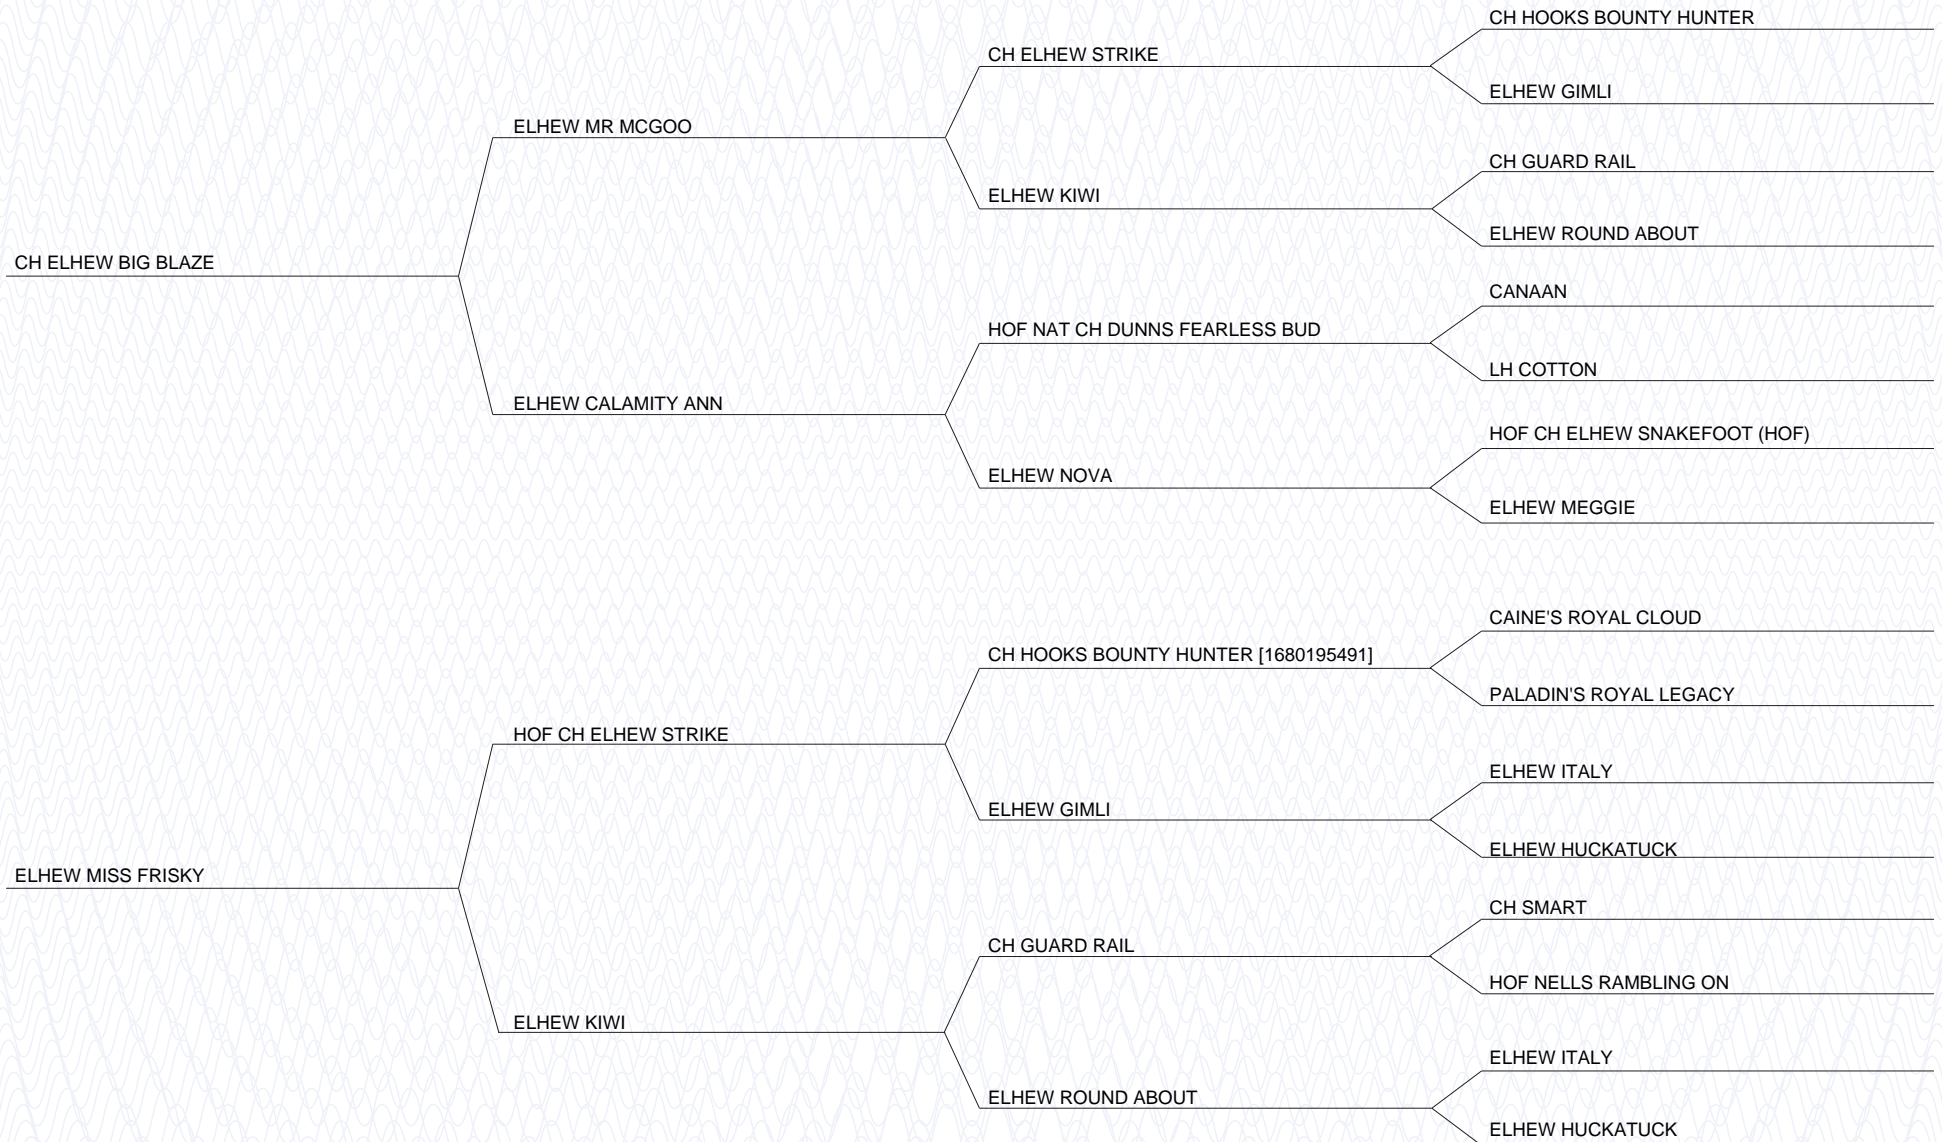 CH HOOKS BOUNTY HUNTER
CH ELHEW STRIKE
ELHEW GIMLI
ELHEW MR MCGOO
CH GUARD RAIL
ELHEW KIWI
ELHEW ROUND ABOUT
CH ELHEW BIG BLAZE
CANAAN
HOF NAT CH DUNNS FEARLESS BUD
LH COTTON
ELHEW CALAMITY ANN
HOF CH ELHEW SNAKEFOOT (HOF)
ELHEW NOVA
ELHEW MEGGIE
CAINE'S ROYAL CLOUD
CH HOOKS BOUNTY HUNTER [1680195491]
PALADIN'S ROYAL LEGACY
HOF CH ELHEW STRIKE
ELHEW ITALY
ELHEW GIMLI
ELHEW HUCKATUCK
ELHEW MISS FRISKY
CH SMART
CH GUARD RAIL
HOF NELLS RAMBLING ON
ELHEW KIWI
ELHEW ITALY
ELHEW ROUND ABOUT
ELHEW HUCKATUCK